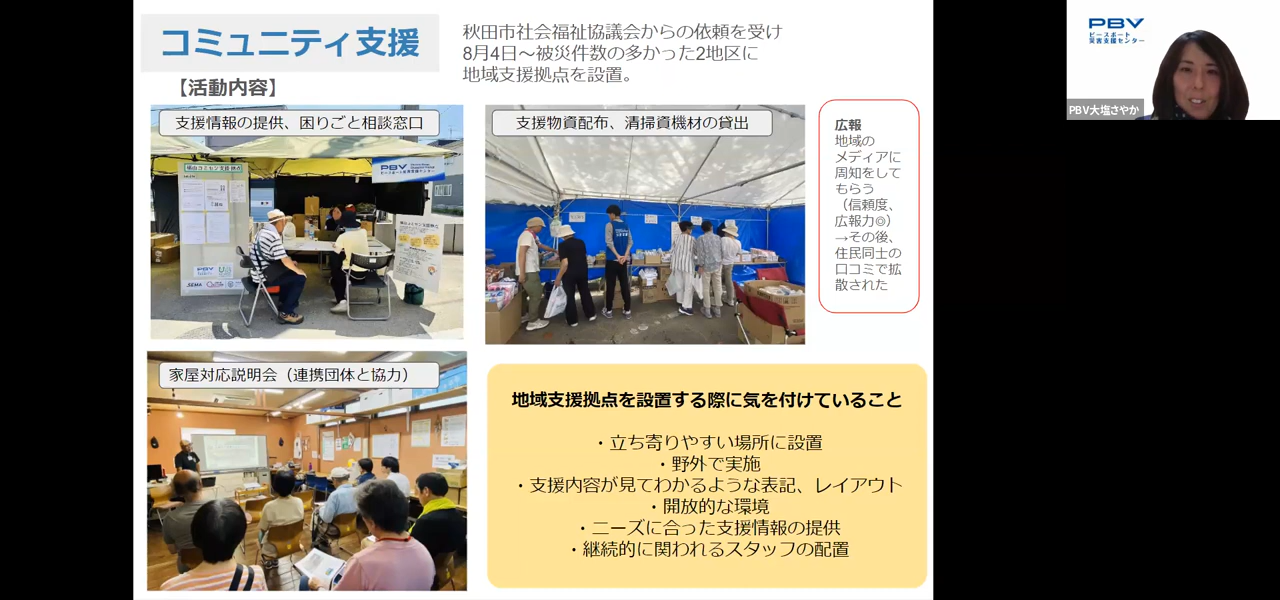 コミュニティ支援
秋田市社会福祉協議会からの依頼を受け
8月4日～被災件数の多かった2地区に
地域支援拠点を設置。
【活動内容】
支援情報の提供、困りごと相談窓口
支援物資配布、清掃資機材の貸出
広報
地域の
メディアに
周知をして
もらう
（信頼度、
広報力◎）
→その後、
住民同士の
口コミで拡
散された
家屋対応説明会（連携団体と協力）
地域支援拠点を設置する際に気を付けていること
・立ち寄りやすい場所に設置
・野外で実施
・支援内容が見てわかるような表記、レイアウト
・開放的な環境
・ニーズに合った支援情報の提供
・継続的に関われるスタッフの配置
PBV
ピースボート
災害支援センター
PBV大塩さやか
PBV
PBV
SEMA